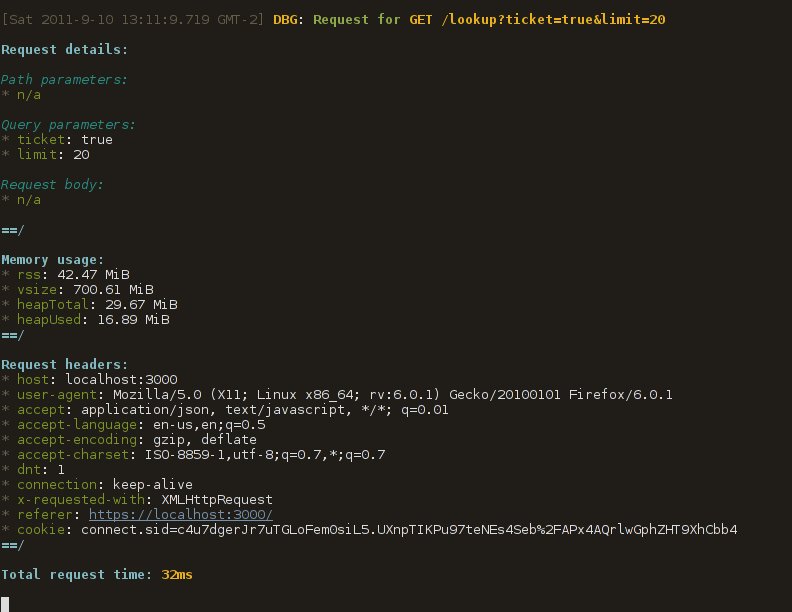 [Sat 2011-9-10 13:11:9.719 GMT-2] DBG: Request for GET /lookup?ticket=true&limit=20
Request details:
Path parameters:
* n/a
Query parameters:
* ticket: true
* limit: 20
Request body:
* n/a
==/
Memory usage:
* rss: 42.47 MiB
* vsize: 700.61 MiB
* heapTotal: 29.67 MiB
* heapUsed: 16.89 MiB
==/
Request headers:
* host: localhost:3000
* user-agent: Mozilla/5.0 (X11; Linux x86_64; rv:6.0.1) Gecko/20100101 Firefox/6.0.1
* accept: application/json, text/javascript, */*; q=0.01
* accept-language: en-us,en;q=0.5
* accept-encoding: gzip, deflate
* accept-charset: ISO-8859-1,utf-8;q=0.7,*;q=0.7
* dnt: 1
* connection: keep-alive
* x-requested-with: XMLHttpRequest
* referer: https://localhost:3000/
* cookie: connect.sid=c4u7dgerJr7uTGLoFem0siL5.UXnpTIKPu97teNEs4Seb%2FAPx4AQrlwGphZHT9XhCbb4
==/
Total request time: 32ms